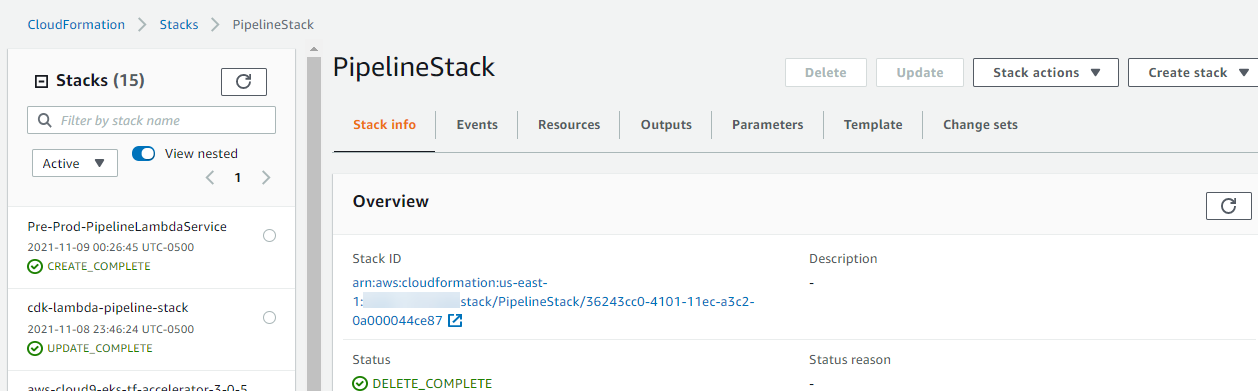 CloudFormation > Stacks > PipelineStack
Stacks (15)
Filter by stack name
Active
View nested
1
Pre-Prod-PipelineLambdaService
2021-11-09 00:26:45 UTC-0500
CREATE_COMPLETE
cdk-lambda-pipeline-stack
2021-11-08 23:46:24 UTC-0500
UPDATE_COMPLETE
aws-cloud9-eks-tf-accelerator-3-0-5
PipelineStack
Delete
Update
Stack actions
Create stack
Stack info
Events
Resources
Outputs
Parameters
Template
Change sets
Overview
Stack ID
arn:aws:cloudformation:us-east-
1: stack/PipelineStack/36243cc0-4101-11ec-a3c2-
0a000044ce87
Description
-
Status
DELETE_COMPLETE
Status reason
-